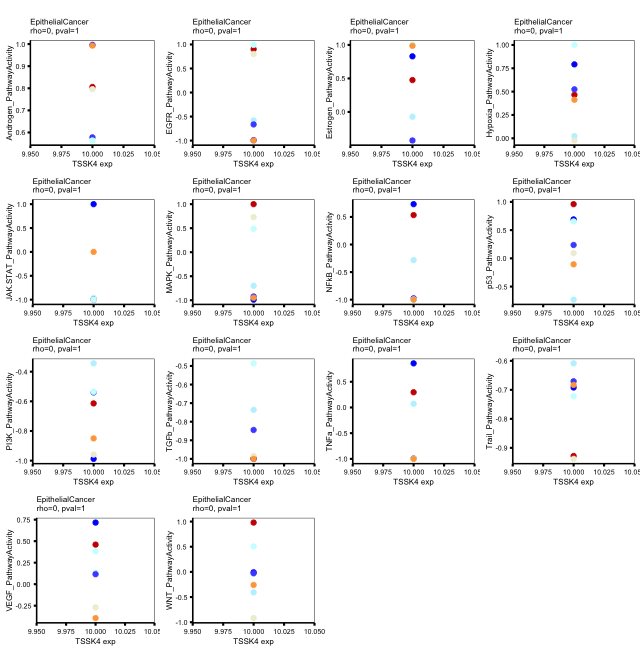 EpithelialCancer
rho=0, pval=1
Androgen_PathwayActivity
1.0
0.9
0.8
0.7
0.6
9.950 9.975 10.000 10.025 10.05
TSSK4 exp
EpithelialCancer
rho=0, pval=1
EGFR_PathwayActivity
1.0
0.5
0.0
-0.5
-1.0
9.950 9.975 10.000 10.025 10.05
TSSK4 exp
EpithelialCancer
rho=0, pval=1
Estrogen_PathwayActivity
1.0
0.5
0.0
9.950 9.975 10.000 10.025 10.05
TSSK4 exp
EpithelialCancer
rho=0, pval=1
Hypoxia_PathwayActivity
1.00
0.75
0.50
0.25
0.00
9.950 9.975 10.000 10.025 10.050
TSSK4 exp
EpithelialCancer
rho=0, pval=1
JAK.STAT_PathwayActivity
1.0
0.5
0.0
-0.5
-1.0
9.950 9.975 10.000 10.025 10.05
TSSK4 exp
EpithelialCancer
rho=0, pval=1
MAPK_PathwayActivity
1.0
0.5
0.0
-0.5
-1.0
9.950 9.975 10.000 10.025 10.05
TSSK4 exp
EpithelialCancer
rho=0, pval=1
NFkB_PathwayActivity
0.5
0.0
-0.5
-1.0
9.950 9.975 10.000 10.025 10.05
TSSK4 exp
EpithelialCancer
rho=0, pval=1
p53_PathwayActivity
1.0
0.5
0.0
-0.5
9.950 9.975 10.000 10.025 10.05
TSSK4 exp
EpithelialCancer
rho=0, pval=1
PI3K_PathwayActivity
-0.4
-0.6
-0.8
-1.0
9.950 9.975 10.000 10.025 10.05
TSSK4 exp
EpithelialCancer
rho=0, pval=1
TGFb_PathwayActivity
-0.5
-0.6
-0.7
-0.8
-0.9
-1.0
9.950 9.975 10.000 10.025 10.05
TSSK4 exp
EpithelialCancer
rho=0, pval=1
TNFa_PathwayActivity
0.5
0.0
-0.5
-1.0
9.950 9.975 10.000 10.025 10.05
TSSK4 exp
EpithelialCancer
rho=0, pval=1
Trail_PathwayActivity
-0.6
-0.7
-0.8
-0.9
9.950 9.975 10.000 10.025 10.05
TSSK4 exp
EpithelialCancer
rho=0, pval=1
VEGF_PathwayActivity
0.75
0.50
0.25
0.00
-0.25
9.950 9.975 10.000 10.025 10.05
TSSK4 exp
EpithelialCancer
rho=0, pval=1
WNT_PathwayActivity
1.0
0.5
0.0
-0.5
-1.0
9.950 9.975 10.000 10.025 10.050
TSSK4 exp